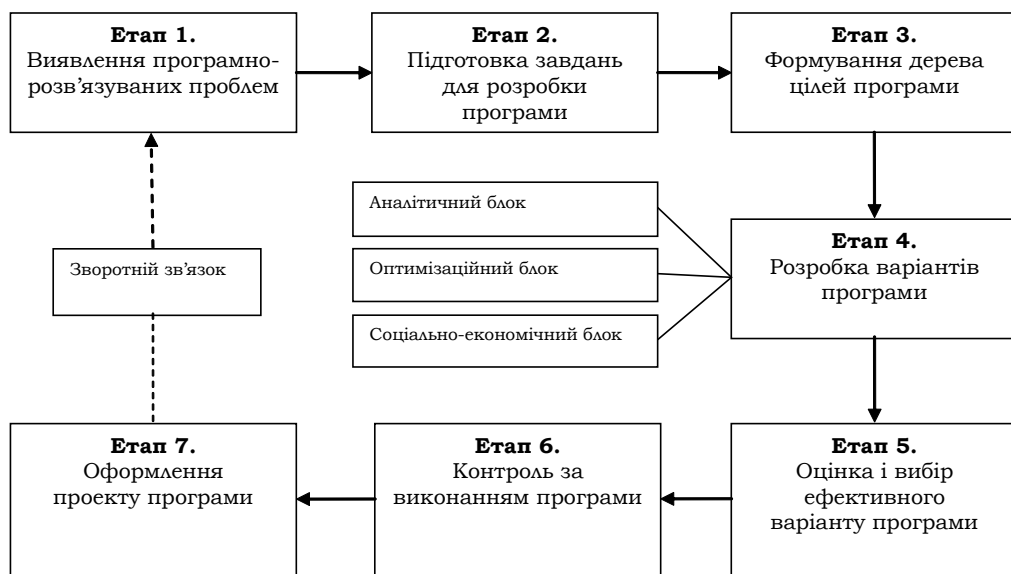 Етап 1.
Виявлення програмно-
розв’язуваних проблем
Етап 2.
Підготовка завдань
для розробки
програми
Етап 3.
Формування дерева
цілей програми
Аналітичний блок
Оптимізаційний блок
Соціально-економічний блок
Етап 4.
Розробка варіантів
програми
Зворотній зв’язок
Етап 7.
Оформлення
проекту програми
Етап 6.
Контроль за
виконанням програми
Етап 5.
Оцінка і вибір
ефективного
варіанту програми